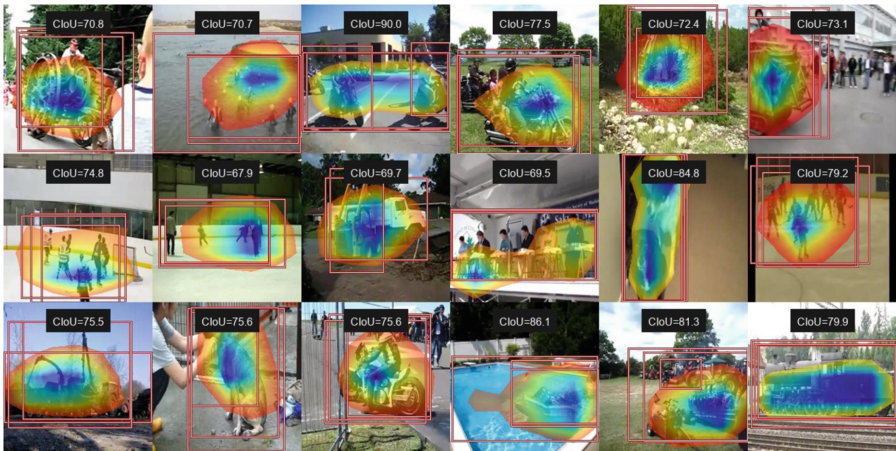 CIoU=70.8
CIoU=70.7
CIoU=90.0
CIoU=77.5
CIoU=72.4
CIoU=73.1
CIoU=74.8
CIoU=67.9
CIoU=69.7
CIoU=69.5
CIoU=84.8
CIoU=79.2
CIoU=75.5
CIoU=75.6
CIoU=75.6
CIoU=86.1
CIoU=81.3
CIoU=79.9